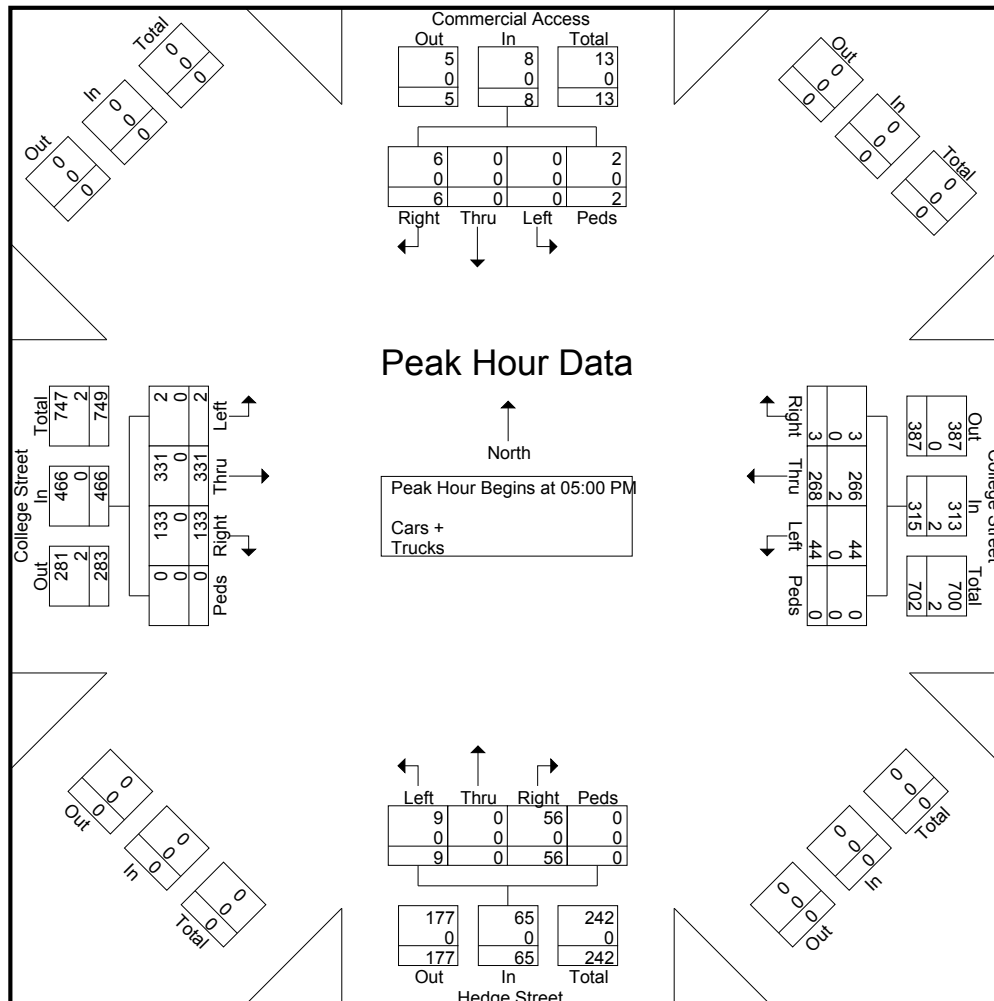 Commercial Access
Out In Total
5 8 13
0 0 0
5 8 13
6 0 0 2
0 0 0 0
6 0 0 2
Right Thru Left Peds
Total
0
0
0
In
0
0
0
Out
0
0
0
Out
0
0
0
In
0
0
0
Total
0
0
0
Peak Hour Data
North
Peak Hour Begins at 05:00 PM
Cars +
Trucks
College Street
Total In Out
747 466 281
2 0 2
749 466 283
2 331 133 0
0 0 0 0
2 331 133 0
Left Thru Right Peds
College Street
Out In Total
387 313 700
0 2 2
387 315 702
3 266 44 0
0 2 0 0
3 268 44 0
Right Thru Left Peds
Left Thru Right Peds
9 0 56 0
0 0 0 0
9 0 56 0
177 65 242
0 0 0
177 65 242
Out In Total
Hedge Street
0
0
0
Out
0
0
0
In
0
0
0
Total
0
0
0
Total
0
0
0
In
0
0
0
Out